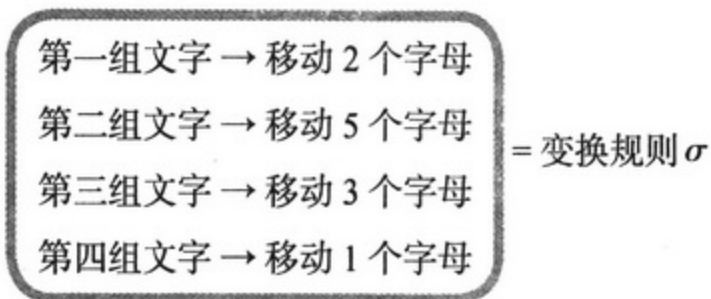 第一组文字 → 移动 2 个字母
第二组文字 → 移动 5 个字母
第三组文字 → 移动 3 个字母
第四组文字 → 移动 1 个字母
= 变换规则 σ